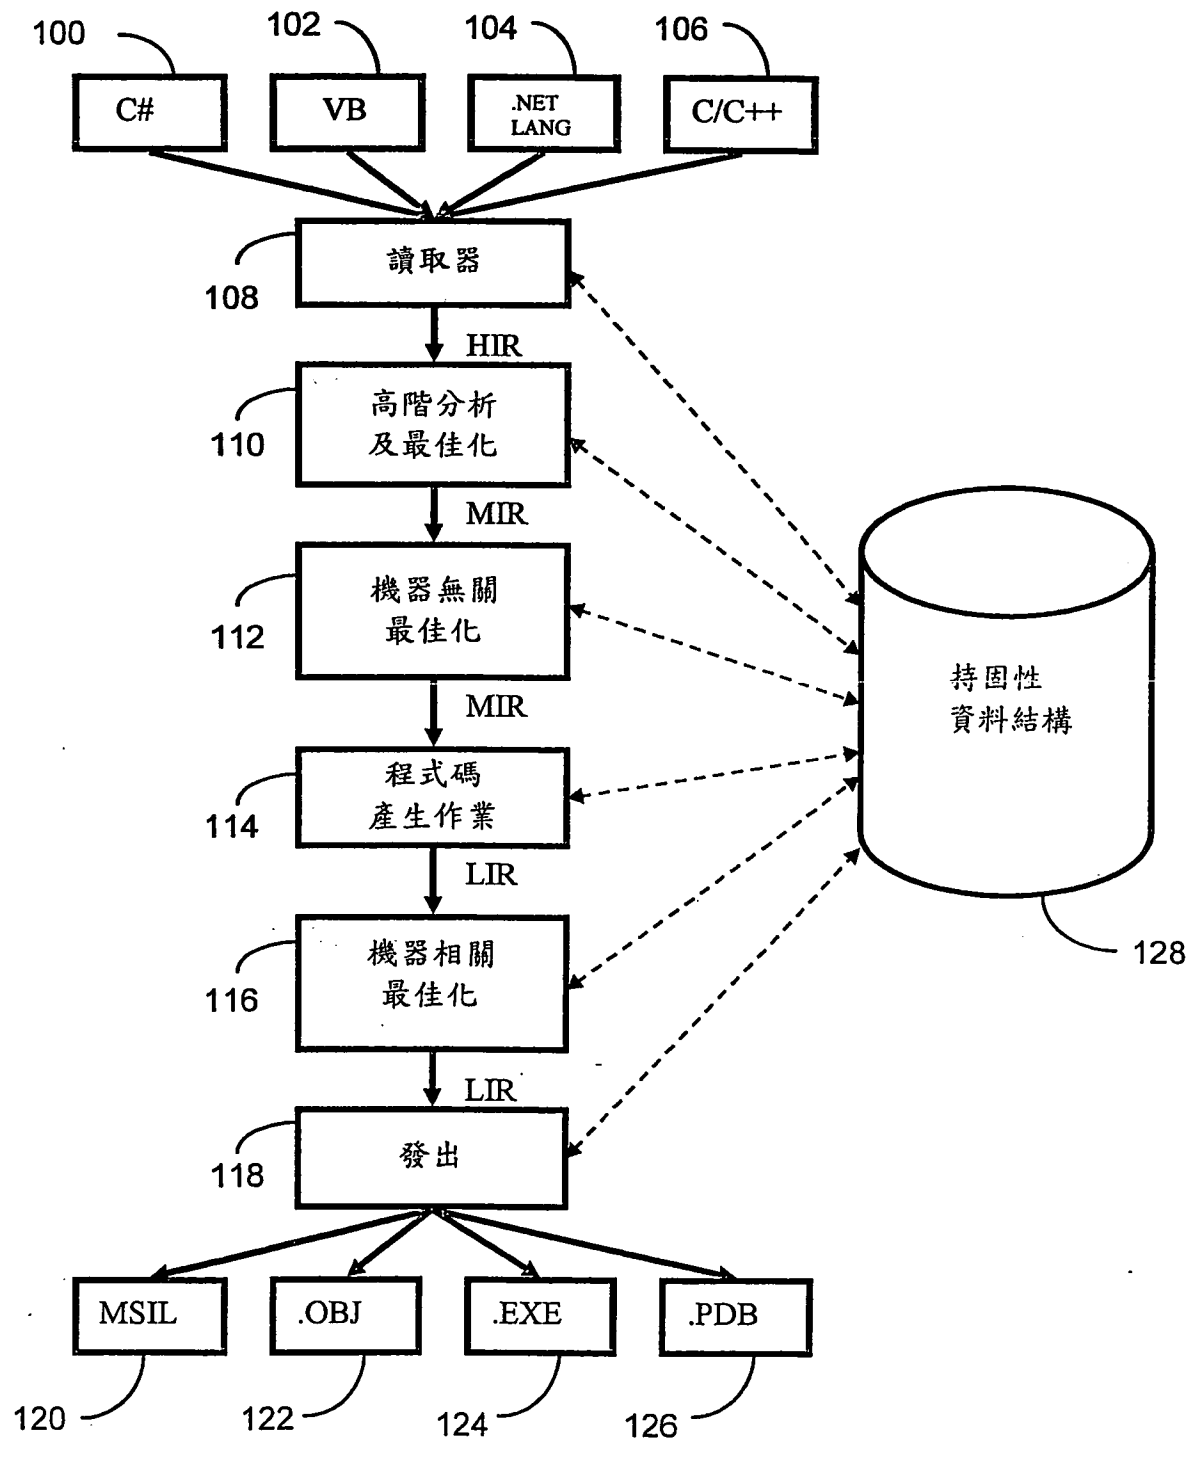 100
102
104
106
C#
VB
.NET
LANG
C/C++
讀取器
108
HIR
高階分析
及最佳化
110
MIR
機器無關
最佳化
112
MIR
持固性
資料結構
程式碼
產生作業
114
LIR
機器相關
最佳化
116
128
LIR
發出
118
MSIL
.OBJ
.EXE
.PDB
120
122
124
126